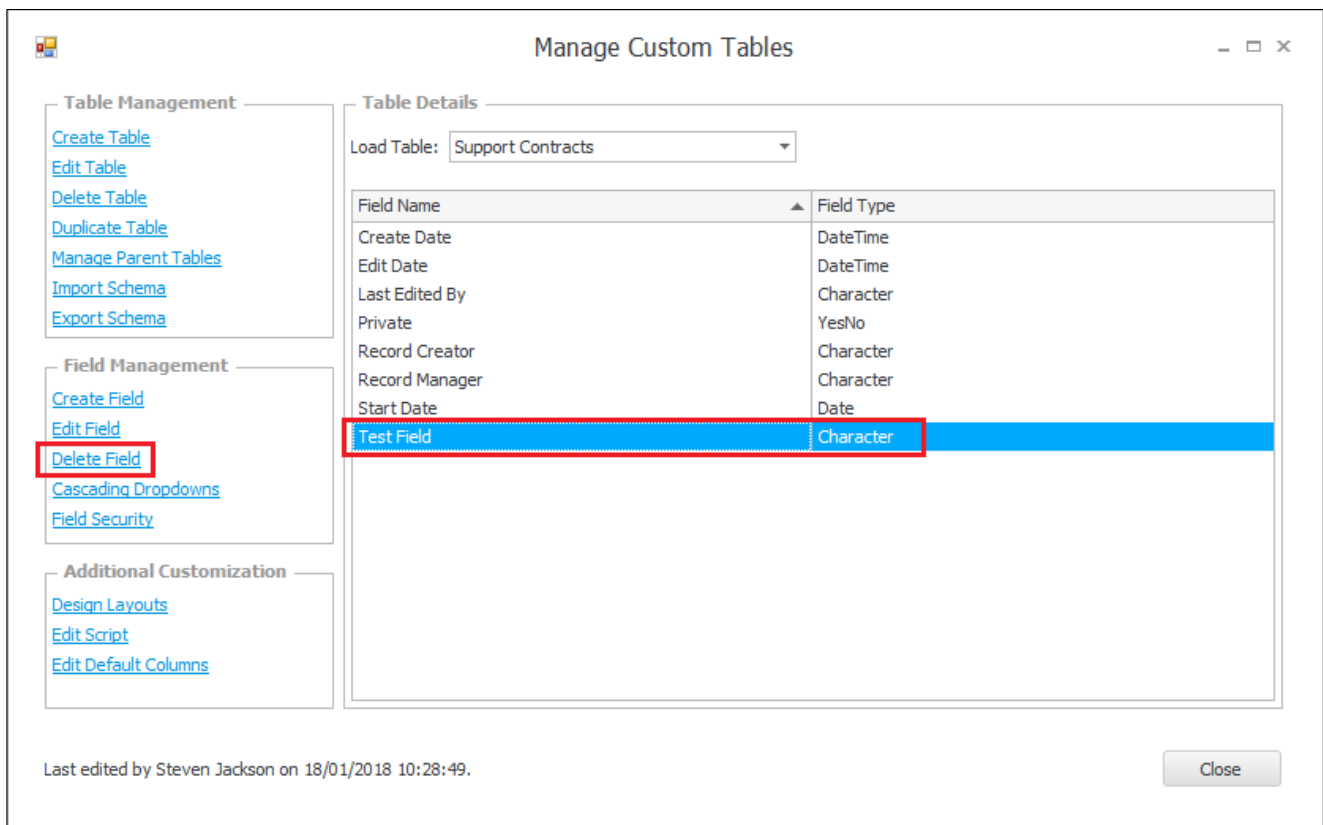 Manage Custom Tables
Table Management
Create Table
Edit Table
Delete Table
Duplicate Table
Manage Parent Tables
Import Schema
Export Schema
Field Management
Create Field
Edit Field
Delete Field
Cascading Dropdowns
Field Security
Additional Customization
Design Layouts
Edit Script
Edit Default Columns
Table Details
Load Table: Support Contracts
Field Name Field Type
Create Date DateTime
Edit Date DateTime
Last Edited By Character
Private YesNo
Record Creator Character
Record Manager Character
Start Date Date
Test Field Character
Last edited by Steven Jackson on 18/01/2018 10:28:49.
Close